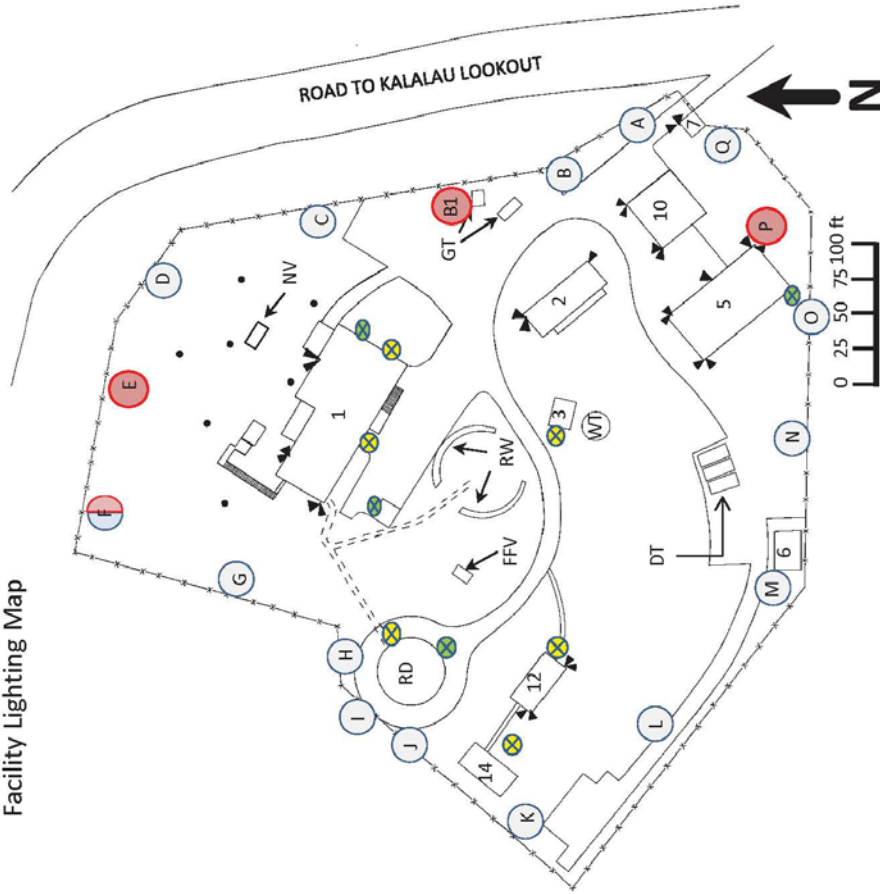 Facility Lighting Map
ROAD TO KALALAU LOOKOUT
N
A
B
B1
C
D
E
F
G
H
I
J
K
L
M
N
O
P
Q
NV
GT
RW
FFV
RD
WT
DT
1
2
3
5
6
7
10
12
14
0 25 50 75 100 ft